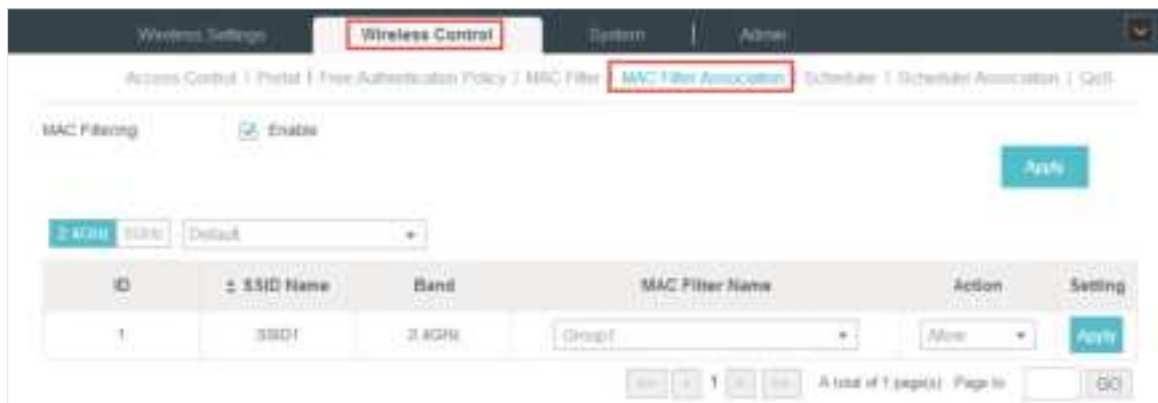 Wireless Settings Wireless Control System | Admin
Access Control | Portal | Free Authentication Policy | MAC Filter | MAC Filter Association | Scheduler | Scheduler Association | QoS
MAC Filtering Enable
Apply
2.4GHz 5GHz Default
ID SSID Name Band MAC Filter Name Action Setting
1 SSID1 2.4GHz Group1 Allow Apply
<< < 1 > >> A total of 1 page(s) Page to GO